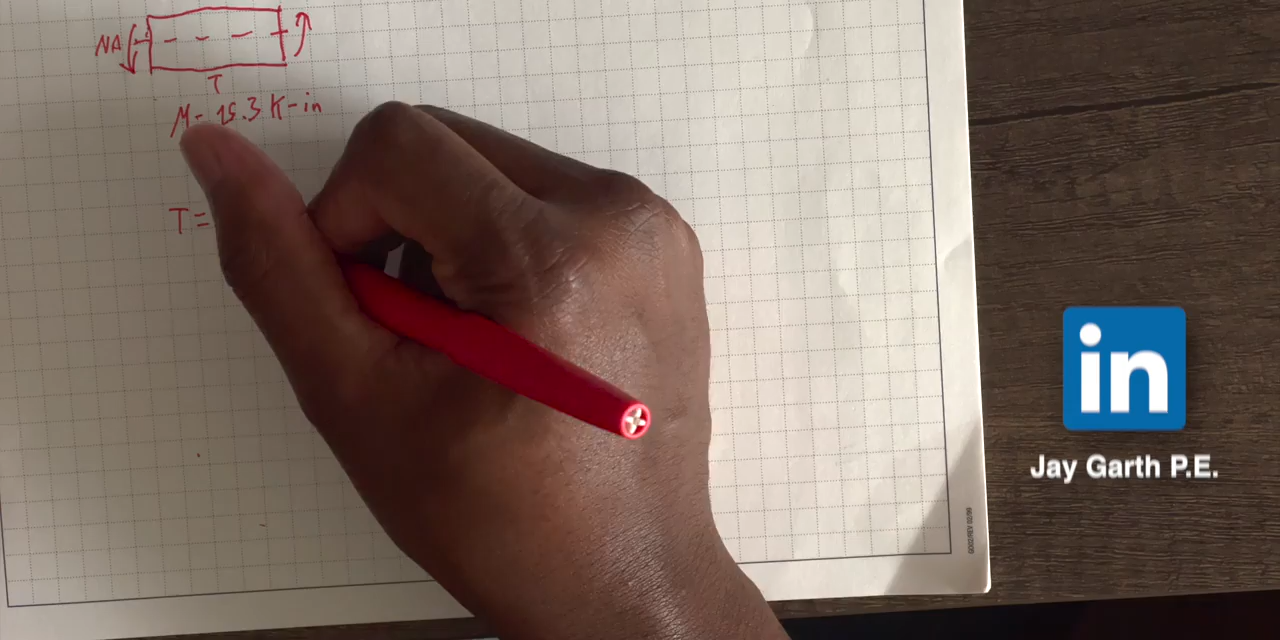 NA
T
M= 15.3 K-in
T=
in
Jay Garth P.E.